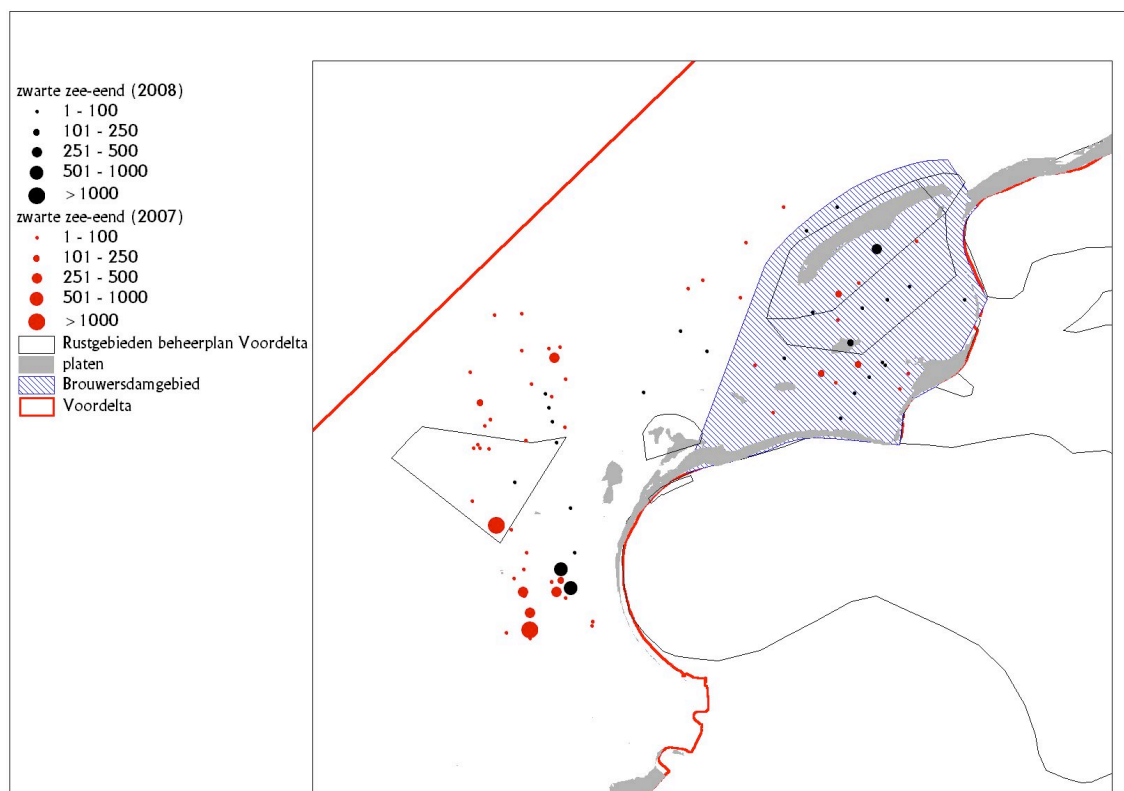 zwarte zee-eend (2008)
1 - 100
101 - 250
251 - 500
501 - 1000
> 1000
zwarte zee-eend (2007)
1 - 100
101 - 250
251 - 500
501 - 1000
> 1000
Rustgebieden beheerplan Voordelta
platen
Brouwersdamgebied
Voordelta